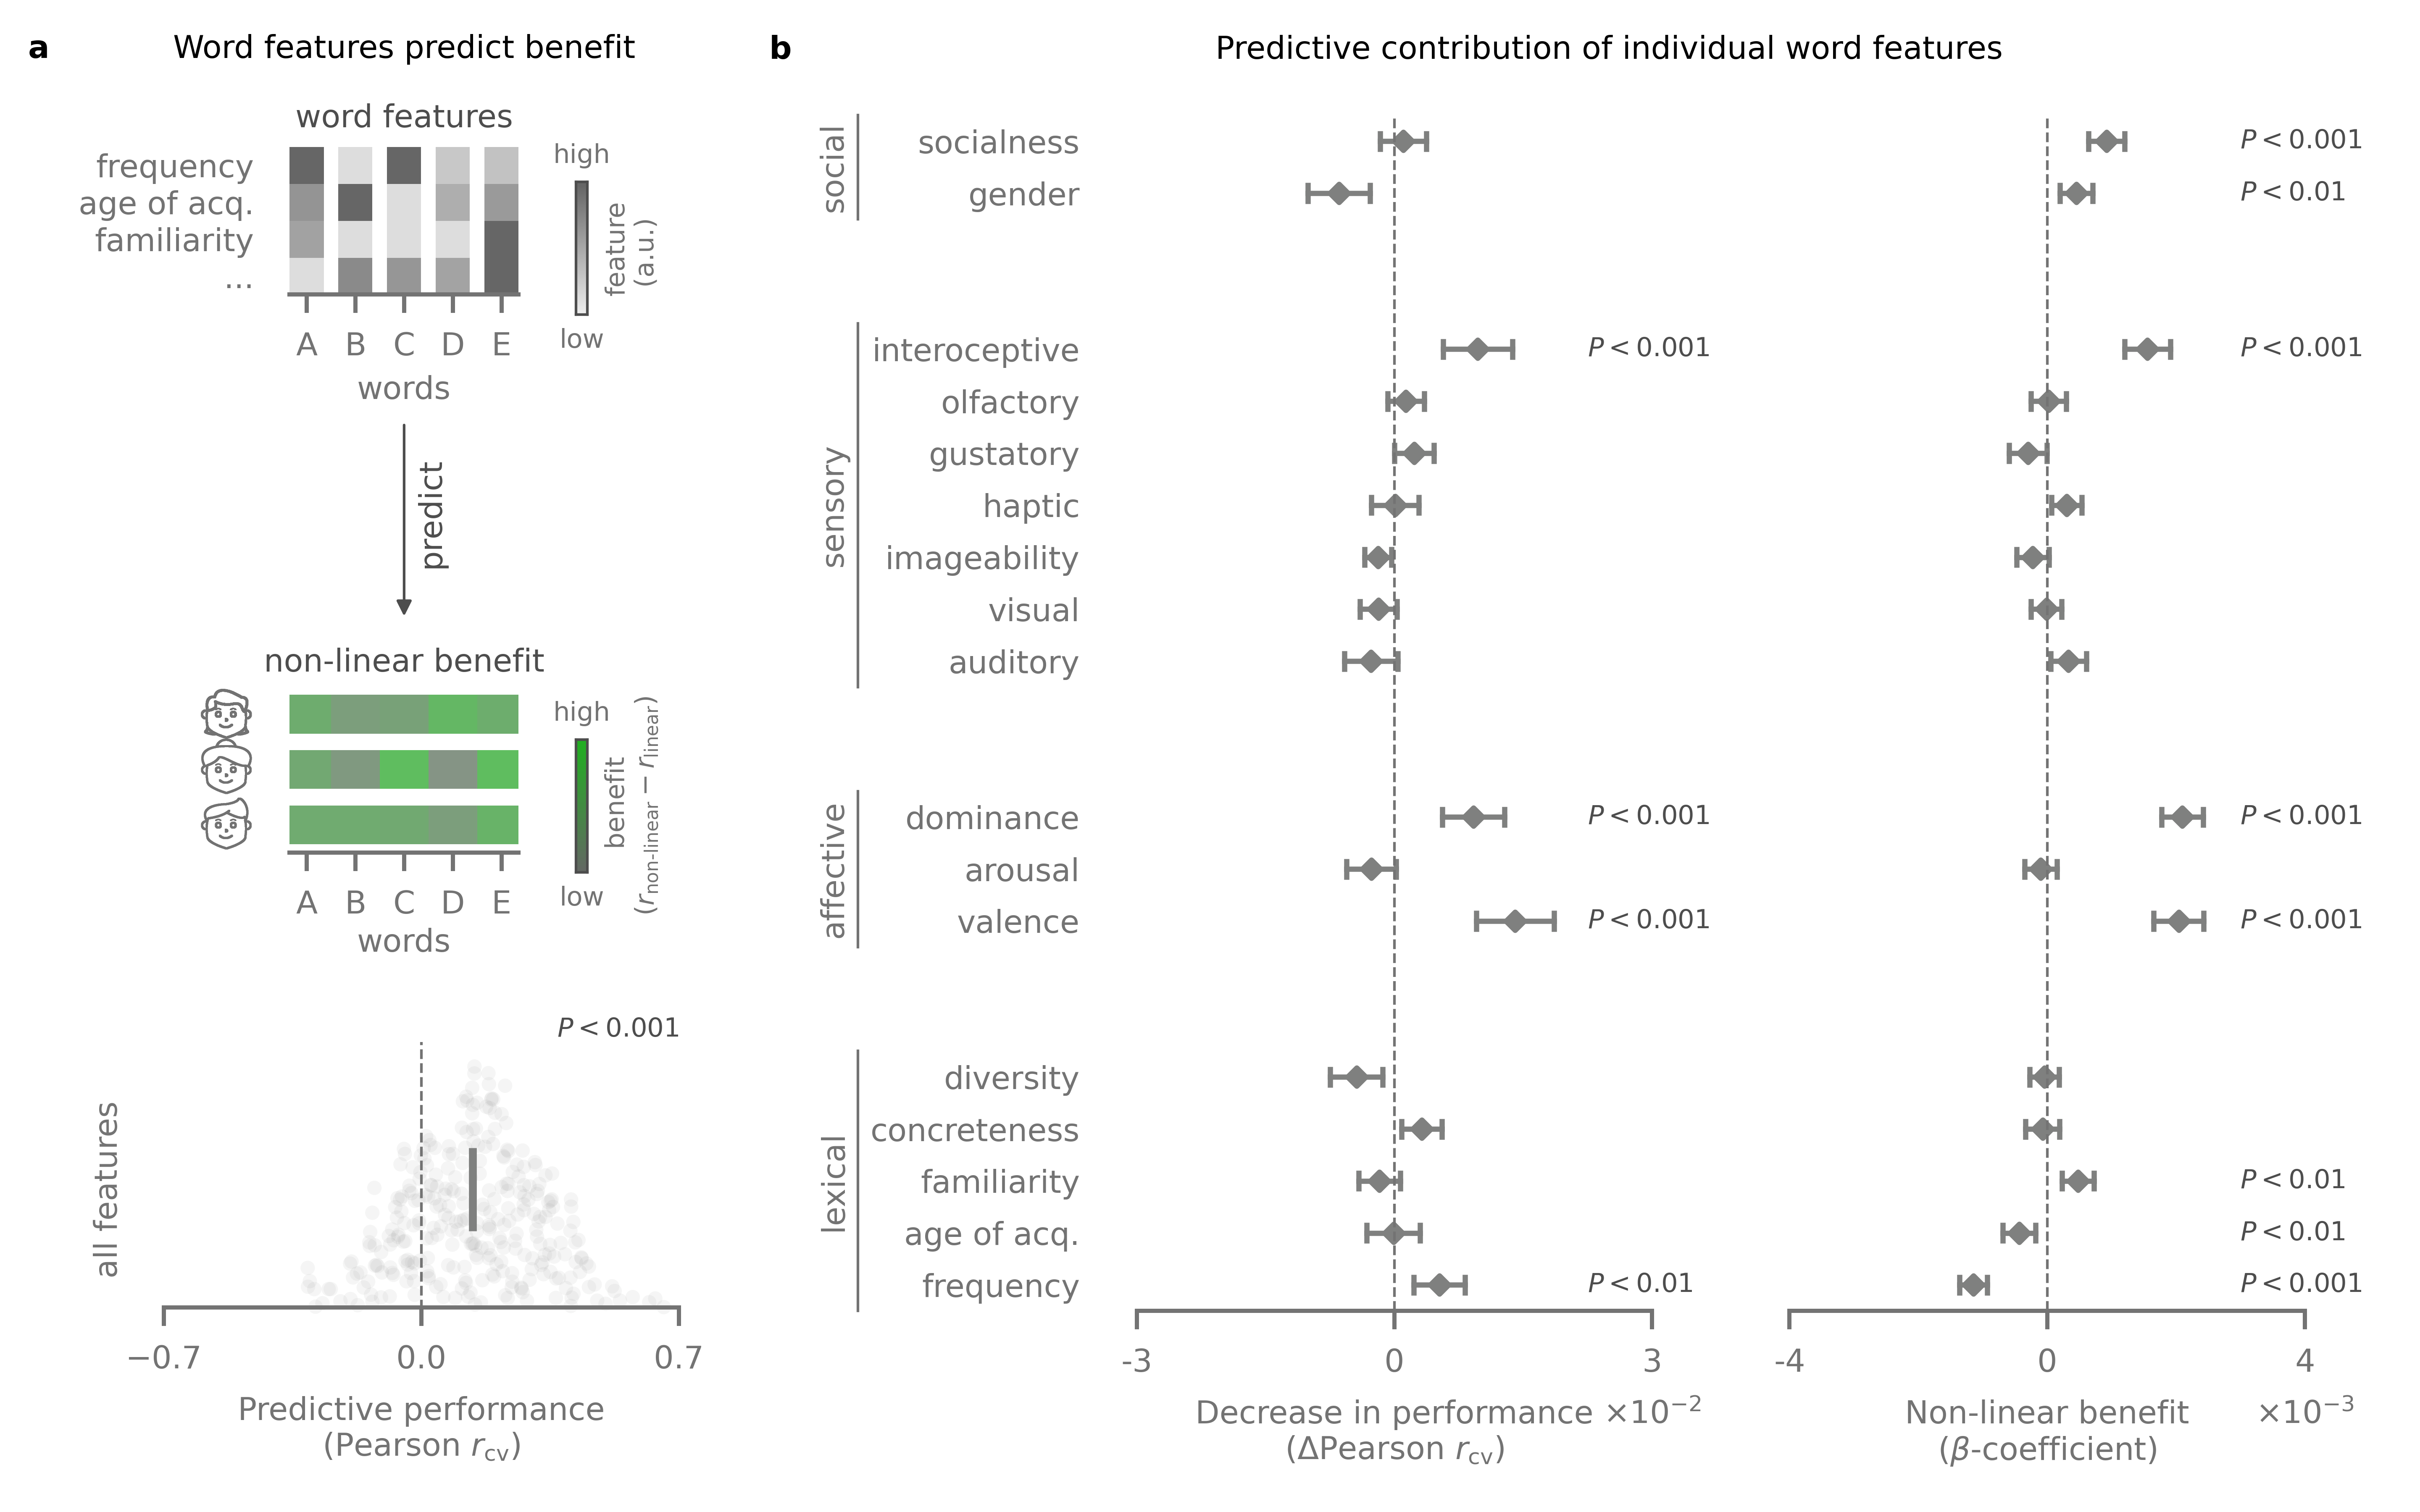 a
Word features predict benefit
word features
frequency
age of acq.
familiarity
...
A B C D E
words
high
low
feature
(a.u.)
predict
non-linear benefit
A B C D E
words
high
low
benefit
(r_non-linear − r_linear)
P < 0.001
all features
−0.7 0.0 0.7
Predictive performance
(Pearson r_cv)
b
Predictive contribution of individual word features
social
socialness P < 0.001
gender P < 0.01
sensory
interoceptive P < 0.001 P < 0.001
olfactory
gustatory
haptic
imageability
visual
auditory
affective
dominance P < 0.001 P < 0.001
arousal
valence P < 0.001 P < 0.001
lexical
diversity
concreteness
familiarity P < 0.01
age of acq. P < 0.01
frequency P < 0.01 P < 0.001
-3 0 3
Decrease in performance ×10⁻²
(ΔPearson r_cv)
-4 0 4
Non-linear benefit ×10⁻³
(β-coefficient)